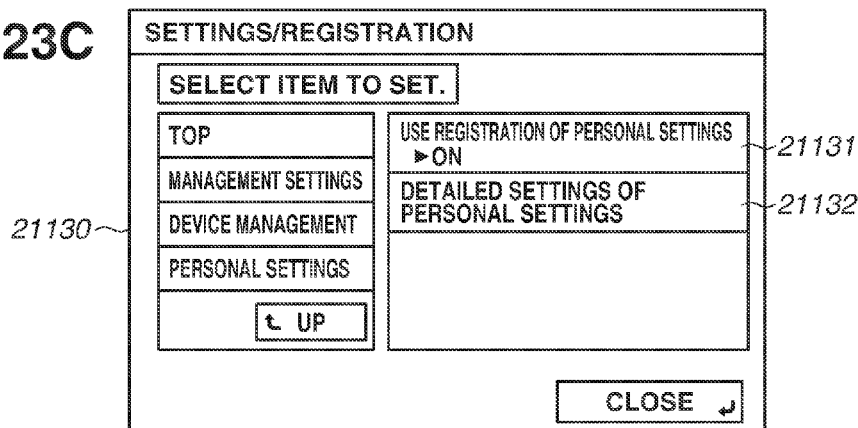 23C
SETTINGS/REGISTRATION
SELECT ITEM TO SET.
TOP
MANAGEMENT SETTINGS
DEVICE MANAGEMENT
PERSONAL SETTINGS
UP
USE REGISTRATION OF PERSONAL SETTINGS
▶ON
DETAILED SETTINGS OF
PERSONAL SETTINGS
CLOSE
21130
21131
21132